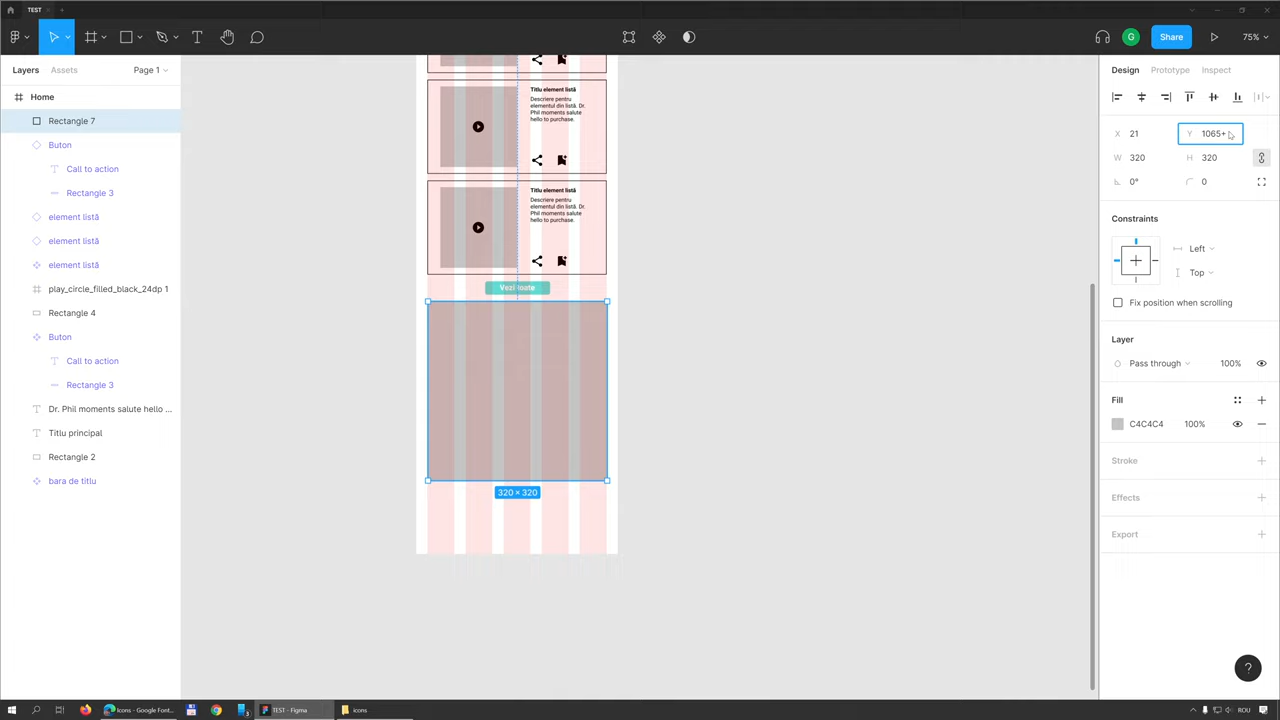 TEST
Share
75%
Layers
Assets
Page 1
Home
Rectangle 7
Buton
Call to action
Rectangle 3
element listă
element listă
element listă
play_circle_filled_black_24dp 1
Rectangle 4
Buton
Call to action
Rectangle 3
Dr. Phil moments salute hello ...
Titlu principal
Rectangle 2
bara de titlu
Titlu element listă
Descriere pentru
elementul din listă. Dr.
Phil moments salute
hello to purchase.
Titlu element listă
Descriere pentru
elementul din listă. Dr.
Phil moments salute
hello to purchase.
Vezi toate
320 × 320
Design
Prototype
Inspect
X 21
Y 1065+
W 320
H 320
0°
0
Constraints
Left
Top
Fix position when scrolling
Layer
Pass through
100%
Fill
C4C4C4
100%
Stroke
Effects
Export
?
G
Icons - Google Font...
TEST - Figma
icons
ROU